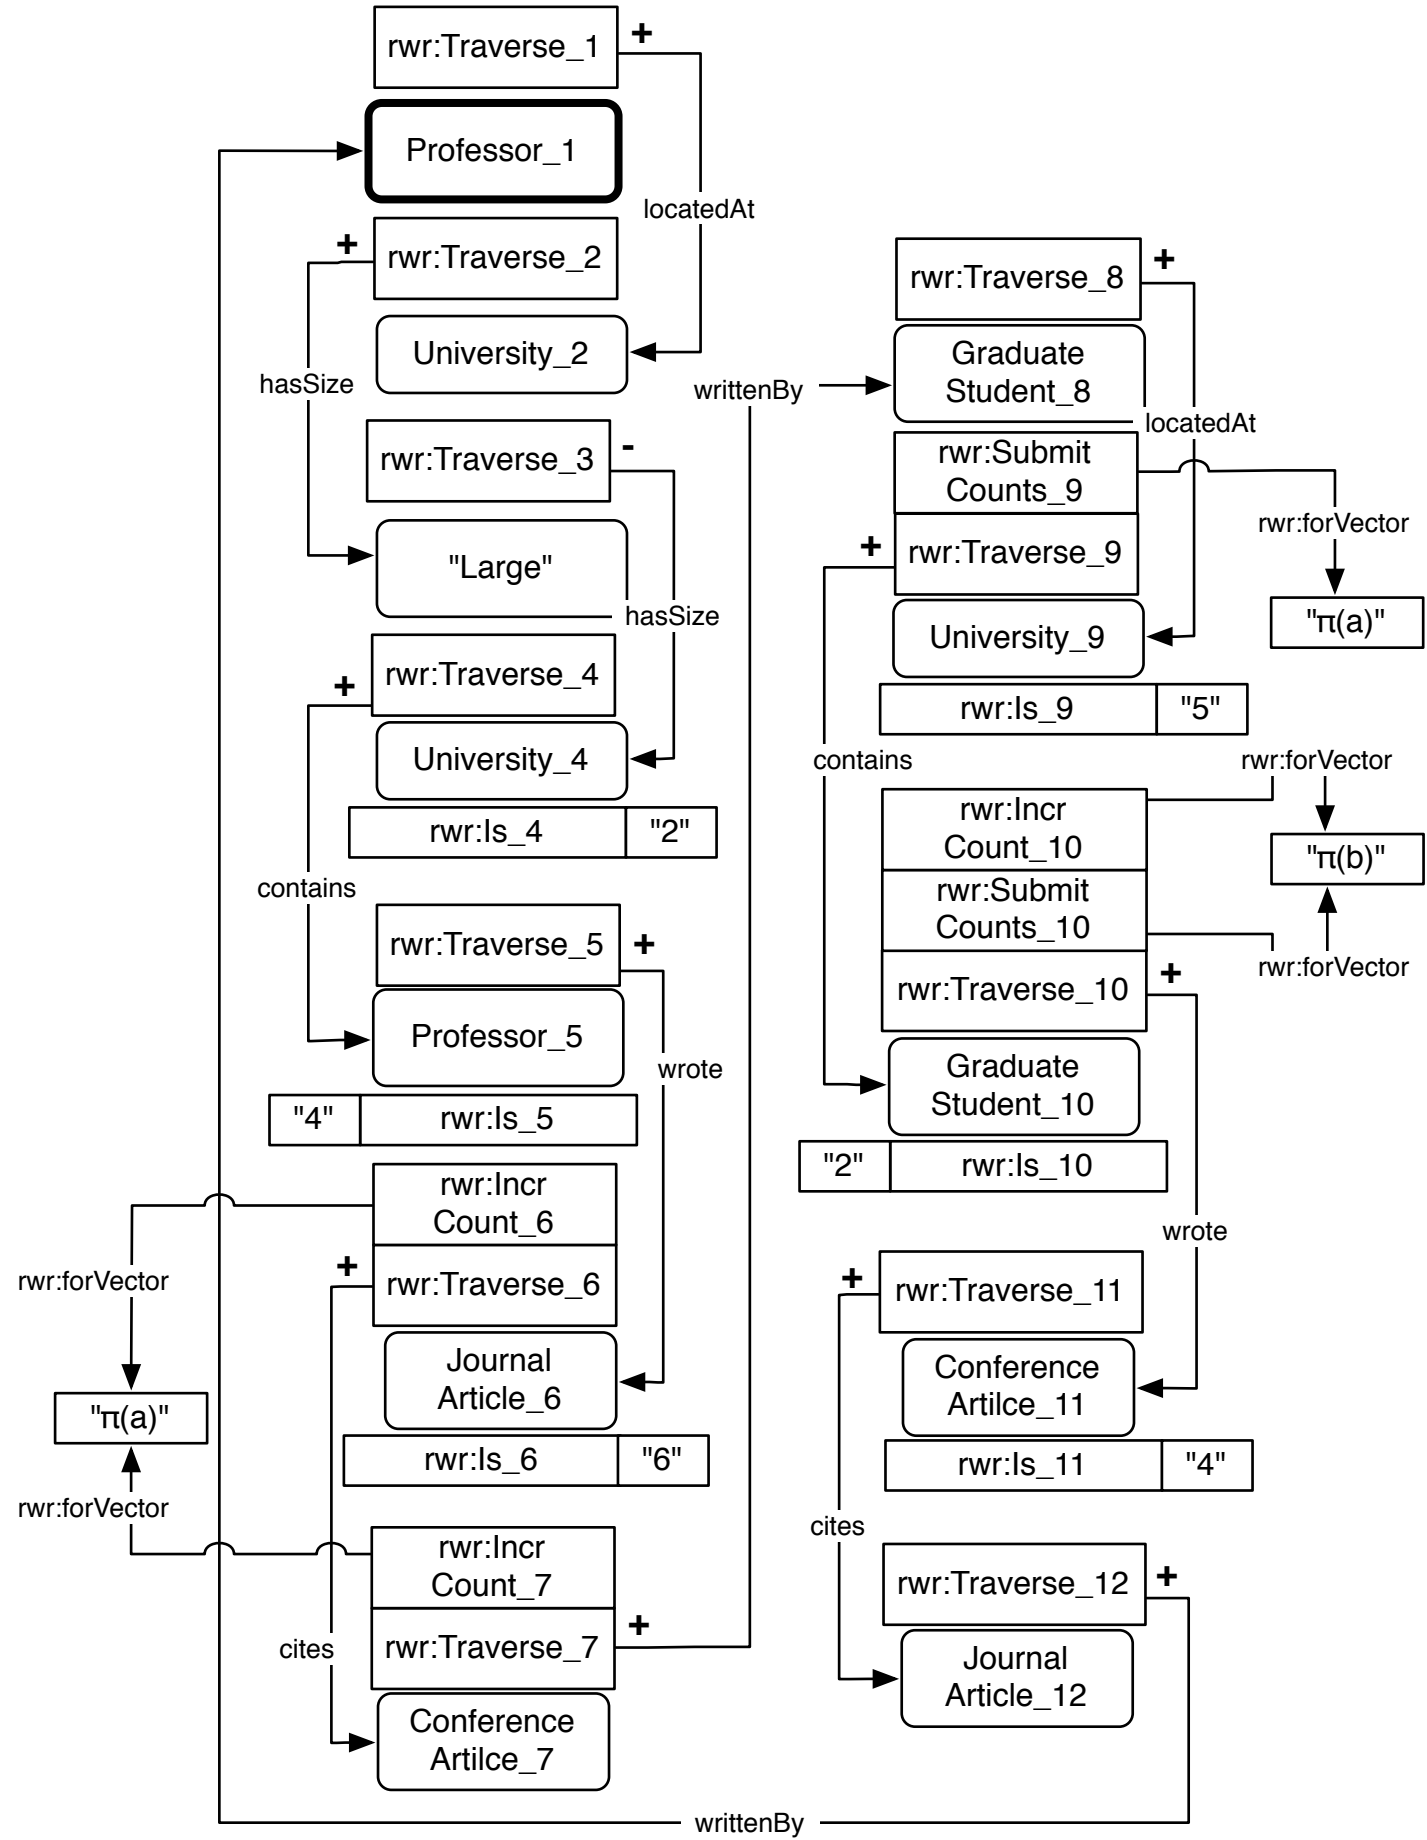 rwr:Traverse_1
+
Professor_1
locatedAt
+
rwr:Traverse_2
University_2
hasSize
rwr:Traverse_3
-
"Large"
hasSize
rwr:Traverse_4
+
University_4
rwr:Is_4
"2"
contains
rwr:Traverse_5
+
Professor_5
wrote
"4"
rwr:Is_5
rwr:Incr
Count_6
rwr:forVector
+
rwr:Traverse_6
Journal
Article_6
"π(a)"
rwr:Is_6
"6"
rwr:forVector
rwr:Incr
Count_7
rwr:Traverse_7
+
cites
Conference
Artilce_7
writtenBy
rwr:Traverse_8
+
Graduate
Student_8
locatedAt
rwr:Submit
Counts_9
rwr:forVector
+
rwr:Traverse_9
"π(a)"
University_9
rwr:Is_9
"5"
contains
rwr:forVector
rwr:Incr
Count_10
"π(b)"
rwr:Submit
Counts_10
rwr:forVector
rwr:Traverse_10
+
Graduate
Student_10
"2"
rwr:Is_10
wrote
+
rwr:Traverse_11
Conference
Artilce_11
rwr:Is_11
"4"
cites
rwr:Traverse_12
+
Journal
Article_12
writtenBy